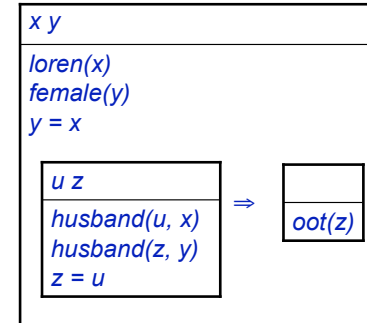 x y
loren(x)
female(y)
y = x
u z
husband(u, x)
husband(z, y)
z = u
⇒
oot(z)